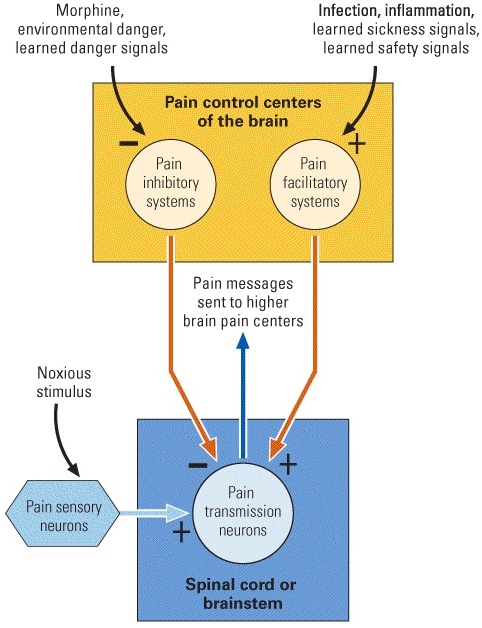 Morphine,
environmental danger,
learned danger signals
Infection, inflammation,
learned sickness signals,
learned safety signals
Pain control centers
of the brain
−
+
Pain
inhibitory
systems
Pain
facilitatory
systems
Pain messages
sent to higher
brain pain centers
Noxious
stimulus
−
+
Pain sensory
neurons
+
Pain
transmission
neurons
Spinal cord or
brainstem